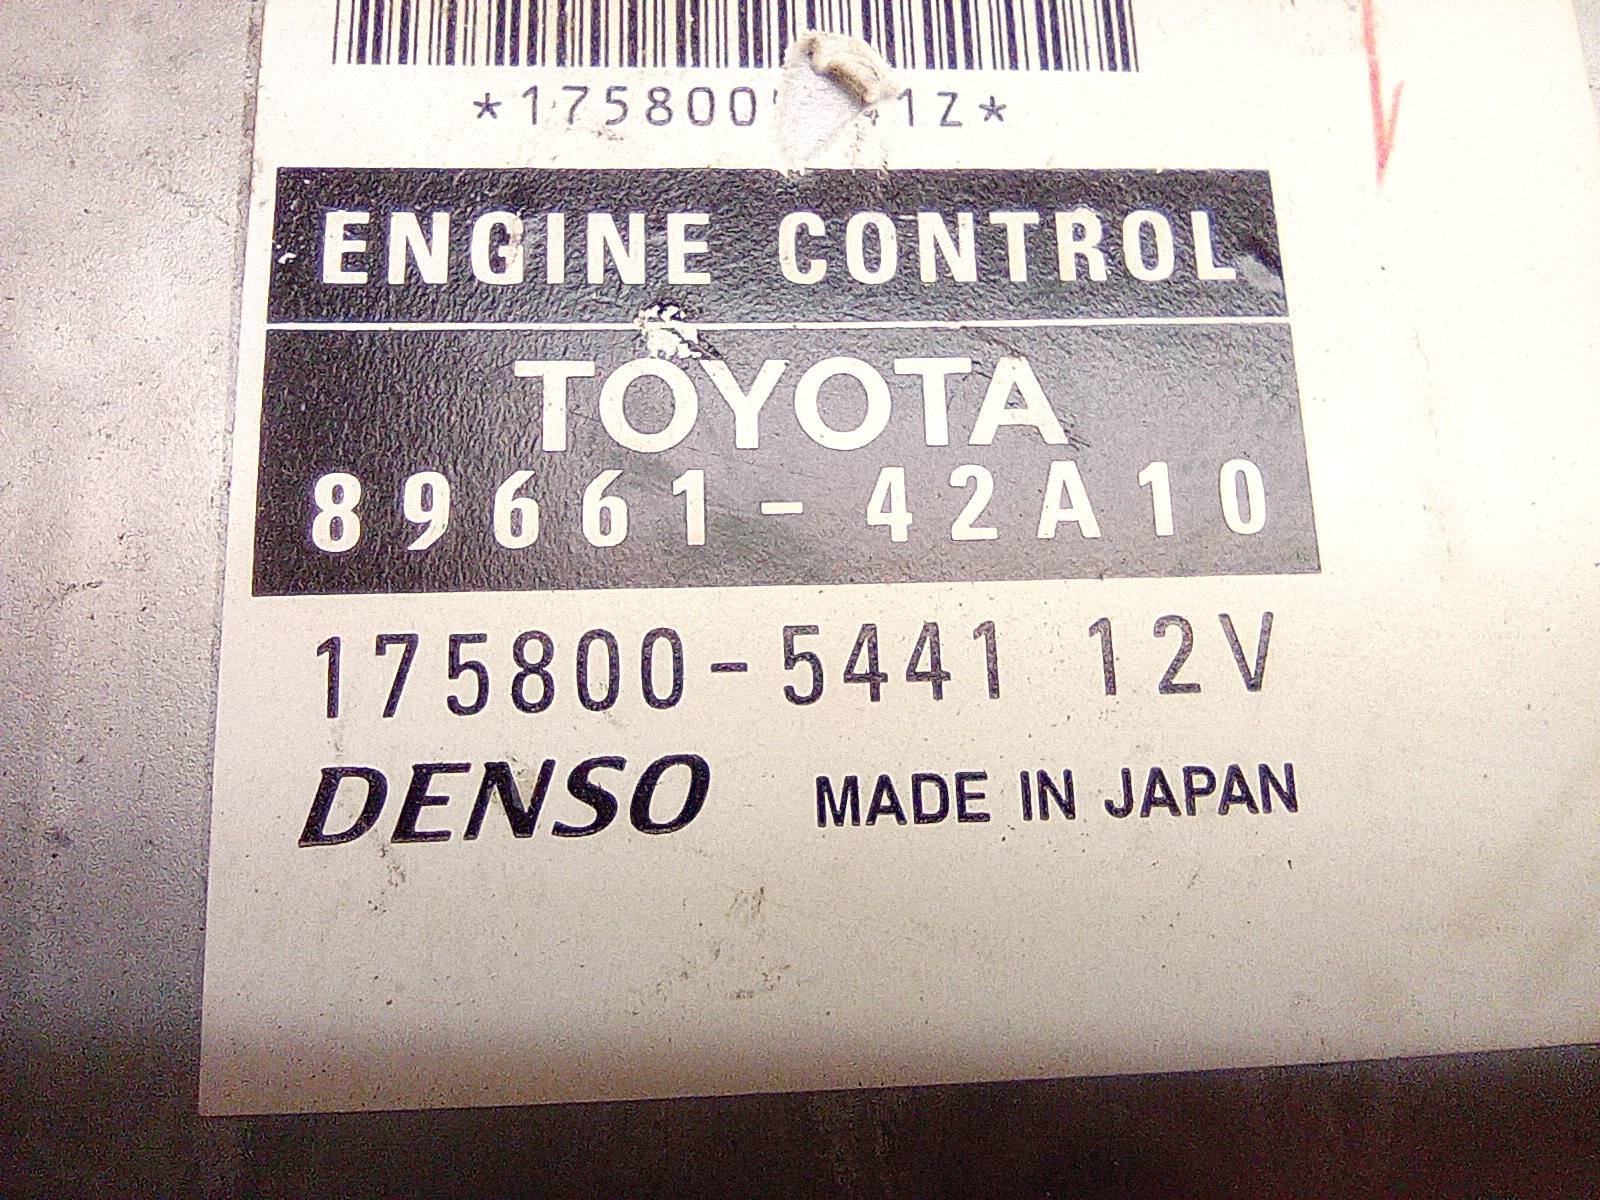 ENGINE CONTROL
TOYOTA
89661-42A10
175800-5441 12V
DENSO MADE IN JAPAN